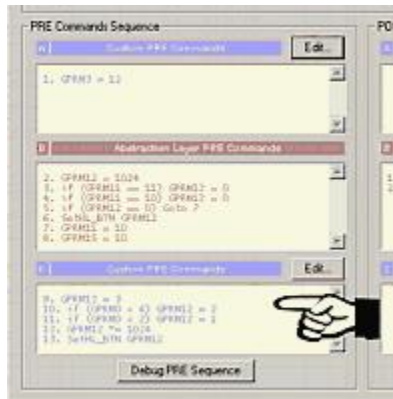 PRE Commands Sequence
PO
A
Custom PRE Commands
Edit...
1. GPRM3 = 12
B
Abstraction Layer PRE Commands
2. GPRM12 = 1024
3. if (GPRM11 == 11) GPRM12 = 0
4. if (GPRM11 == 10) GPRM12 = 0
5. if (GPRM12 == 0) Goto 7
6. SetHL_BTN GPRM12
7. GPRM11 = 10
8. GPRM15 = 10
C
Custom PRE Commands
Edit...
9. GPRM12 = 3
10. if (GPRM0 < 4) GPRM12 = 2
11. if (GPRM0 < 2) GPRM12 = 1
12. GPRM12 *= 1024
13. SetHL_BTN GPRM12
Debug PRE Sequence